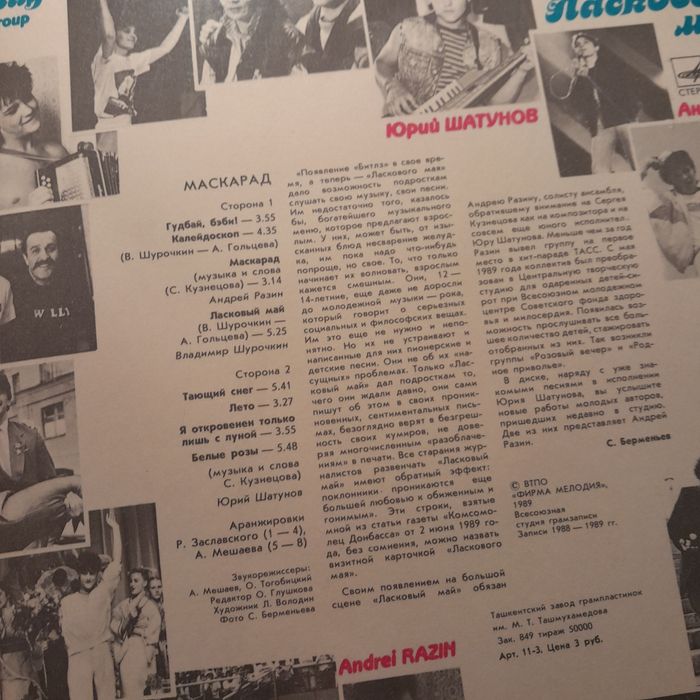 oup
Ласково
М
СТЕР
Юрий ШАТУНОВ
Ан
WILL
МАСКАРАД
Сторона 1
Гудбай, бэби! — 3.55
Калейдоскоп — 4.35
(В. Шурочкин — А. Гольцева)
Маскарад
(музыка и слова
С. Кузнецова) — 3.14
Андрей Разин
Ласковый май
(В. Шурочкин —
А. Гольцева) — 5.25
Владимир Шурочкин
Сторона 2
Тающий снег — 5.41
Лето — 3.27
Я откровенен только
лишь с луной — 3.55
Белые розы — 5.48
(музыка и слова
С. Кузнецова)
Юрий Шатунов
Аранжировки
Р. Заславского (1 — 4),
А. Мешаева (5 — 8)
Звукорежиссеры:
А. Мешаев, О. Тогобицкий
Редактор О. Глушкова
Художник Л. Володин
Фото С. Берменьева
«Появление «Битлз» в свое вре-
мя, а теперь — «Ласкового мая»
дало возможность подросткам
слушать свою музыку, свои песни.
Им недостаточно того, казалось
бы, богатейшего музыкального
меню, которое предлагают взрос-
лым. У них, может быть, от изы-
сканных блюд несварение желуд-
ка, им пока надо что-нибудь
попроще, но свое. То, что только
начинает их волновать, взрослым
кажется смешным. Они, 12 —
14-летние, еще даже не доросли
до молодежной музыки — рока,
который говорит о серьезных
социальных и философских вещах.
Им это еще не нужно и непо-
нятно. Но их не устраивают и
написанные для них пионерские и
детские песни. Они не об их «на-
сущных» проблемах. Только «Лас-
ковый май» дал подросткам то,
чего они ждали давно, они сами
пишут об этом в своих проник-
новенных, сентиментальных пись-
мах, безоглядно верят в безгреш-
ность своих кумиров, не дове-
ряя многочисленным «разоблаче-
ниям» в печати. Все старания жур-
налистов развенчать «Ласковый
май» имеют обратный эффект:
поклонники проникаются еще
большей любовью к обиженным и
гонимым». Эти строки, взятые
мной из статьи газеты «Комсомо-
лец Донбасса» от 2 июня 1989 го-
да, без сомнения, можно назвать
визитной карточкой «Ласкового
мая».
Своим появлением на большой
сцене «Ласковый май» обязан
Андрею Разину, солисту ансамбля,
обратившему внимание на Сергея
Кузнецова как на композитора и на
совсем еще юного исполнител.
Юру Шатунова. Меньше чем за год
Разин вывел группу на первое
место в хит-параде ТАСС. С мая
1989 года коллектив был преобра-
зован в Центральную творческую
студию для одаренных детей-си-
рот при Всесоюзном молодежном
центре Советского фонда здоро-
вья и милосердия. Появилась воз-
можность прослушивать все боль-
шее количество детей, стажировать
отобранных из них. Так возникли
группы «Розовый вечер» и «Род-
ное приволье».
В диске, наряду с уже зна-
комыми песнями в исполнении
Юрия Шатунова, вы услышите
новые работы молодых авторов,
пришедших недавно в студию.
Две из них представляет Андрей
Разин.
С. Берменьев
© ВТПО
«ФИРМА МЕЛОДИЯ»,
1989
Всесоюзная
студия грамзаписи
Записи 1988 — 1989 гг.
Ташкентский завод грампластинок
им. М. Т. Ташмухамедова
Зак. 849 тираж 50000
Арт. 11-3, Цена 3 руб.
Andrei RAZIN